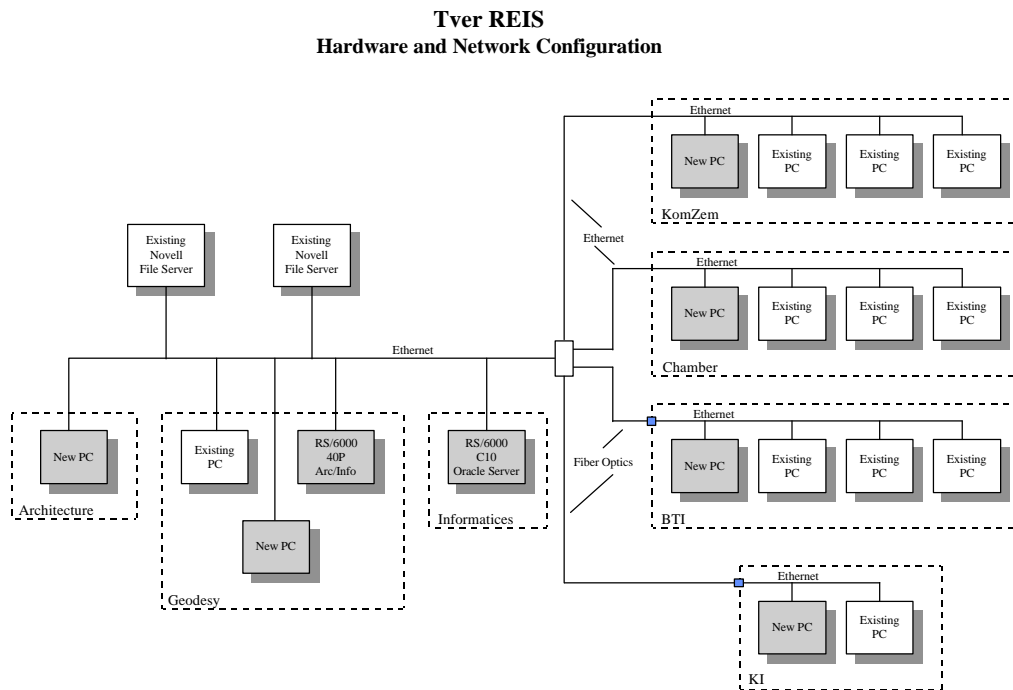 Tver REIS
Hardware and Network Configuration
Ethernet
New PC
Existing
PC
Existing
PC
Existing
PC
KomZem
Existing
Novell
File Server
Existing
Novell
File Server
Ethernet
Ethernet
New PC
Existing
PC
Existing
PC
Existing
PC
Chamber
Ethernet
New PC
Architecture
Existing
PC
RS/6000
40P
Arc/Info
New PC
Geodesy
RS/6000
C10
Oracle Server
Informatices
Fiber Optics
Ethernet
New PC
Existing
PC
Existing
PC
Existing
PC
BTI
Ethernet
New PC
Existing
PC
KI